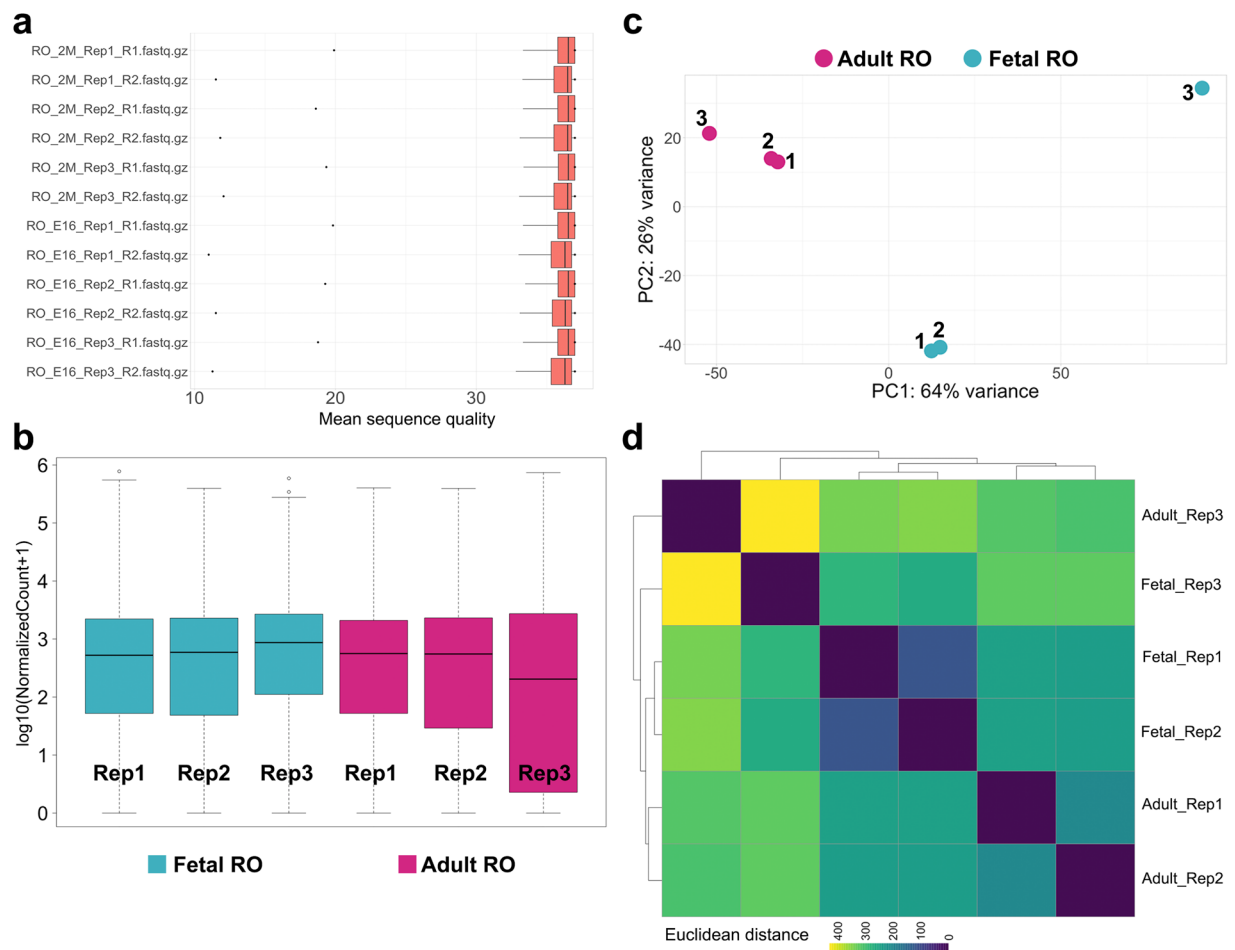 a
RO_2M_Rep1_R1.fastq.gz
RO_2M_Rep1_R2.fastq.gz
RO_2M_Rep2_R1.fastq.gz
RO_2M_Rep2_R2.fastq.gz
RO_2M_Rep3_R1.fastq.gz
RO_2M_Rep3_R2.fastq.gz
RO_E16_Rep1_R1.fastq.gz
RO_E16_Rep1_R2.fastq.gz
RO_E16_Rep2_R1.fastq.gz
RO_E16_Rep2_R2.fastq.gz
RO_E16_Rep3_R1.fastq.gz
RO_E16_Rep3_R2.fastq.gz
10 20 30
Mean sequence quality
b
log10(NormalizedCount+1)
6
5
4
3
2
1
0
Rep1 Rep2 Rep3 Rep1 Rep2 Rep3
Fetal RO Adult RO
c
Adult RO Fetal RO
PC2: 26% variance
20
0
-20
-40
3
2
1
3
1
2
-50 0 50
PC1: 64% variance
d
Adult_Rep3
Fetal_Rep3
Fetal_Rep1
Fetal_Rep2
Adult_Rep1
Adult_Rep2
Euclidean distance
400 300 200 100 0